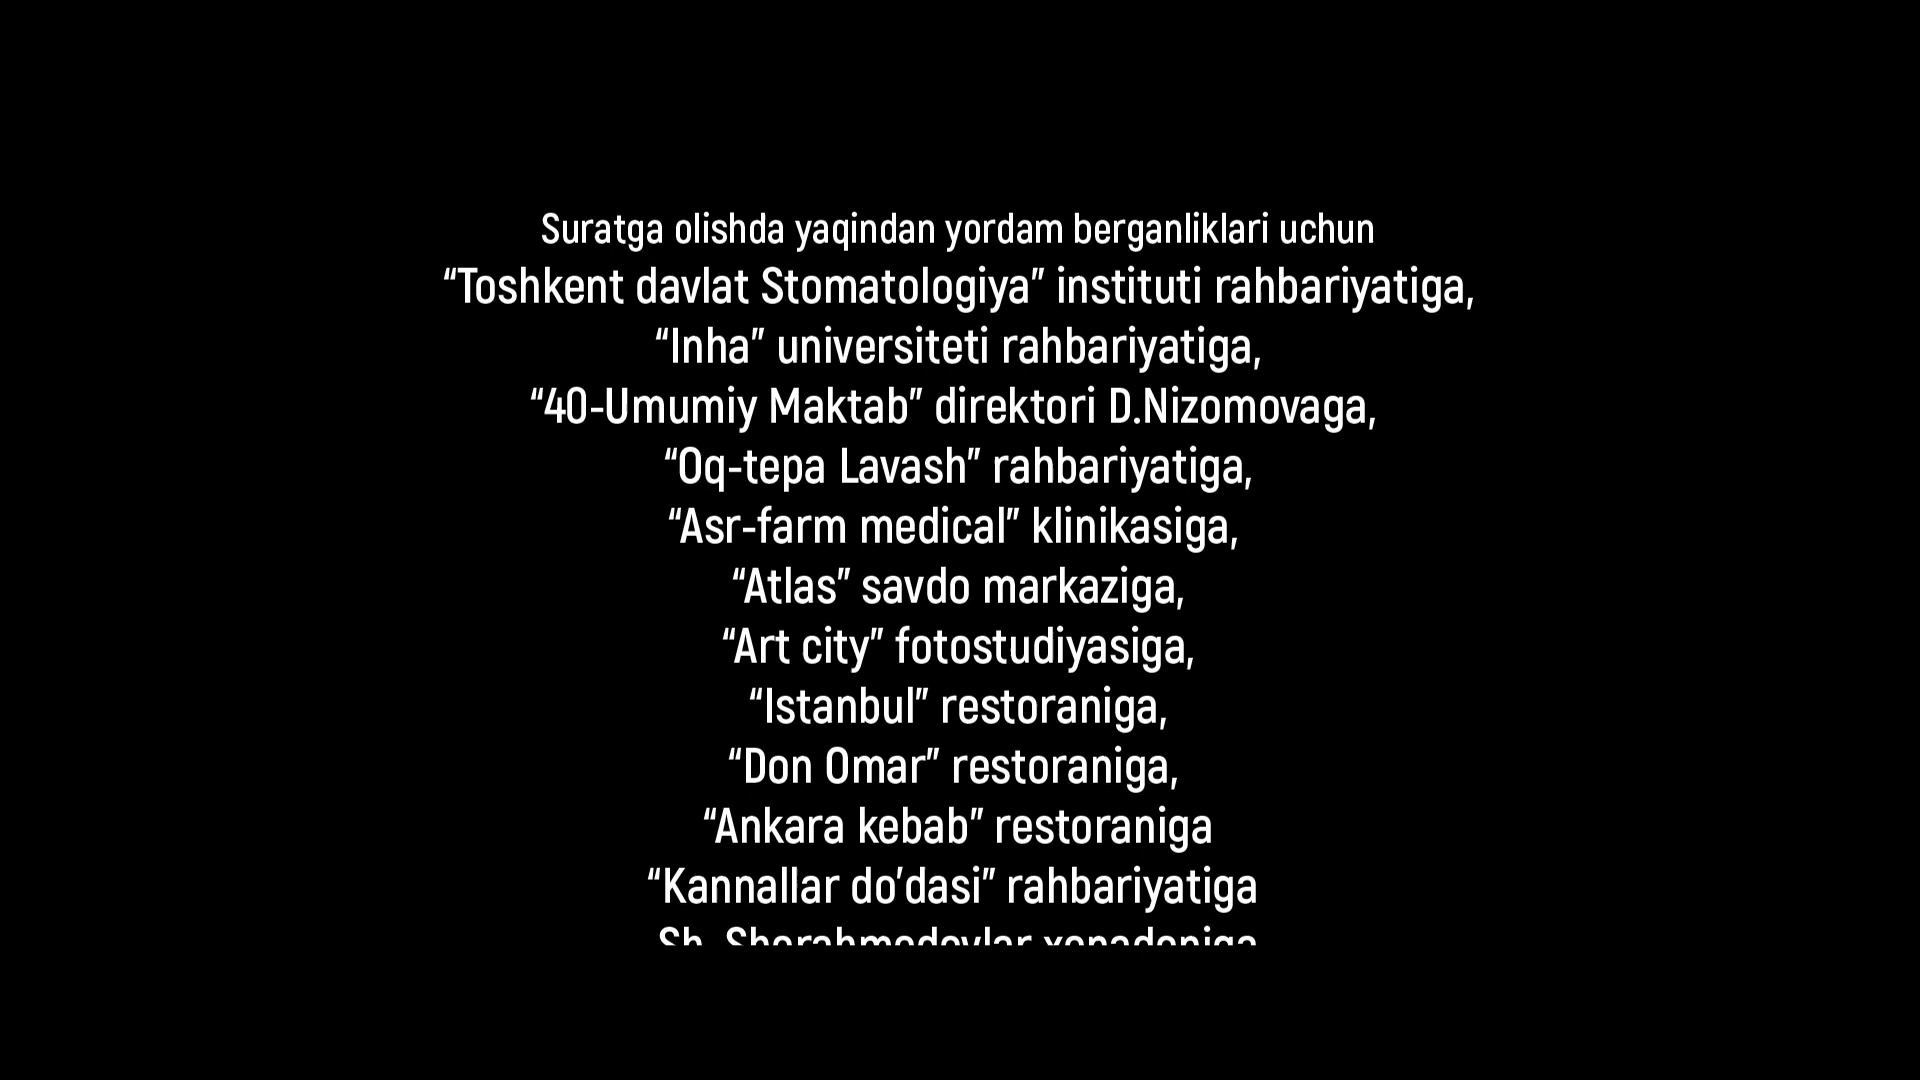 Suratga olishda yaqindan yordam berganliklari uchun
“Toshkent davlat Stomatologiya” instituti rahbariyatiga,
“Inha” universiteti rahbariyatiga,
“40-Umumiy Maktab” direktori D.Nizomovaga,
“Oq-tepa Lavash” rahbariyatiga,
“Asr-farm medical” klinikasiga,
“Atlas” savdo markaziga,
“Art city” fotostudiyasiga,
“Istanbul” restoraniga,
“Don Omar” restoraniga,
“Ankara kebab” restoraniga
“Kannallar do’dasi” rahbariyatiga